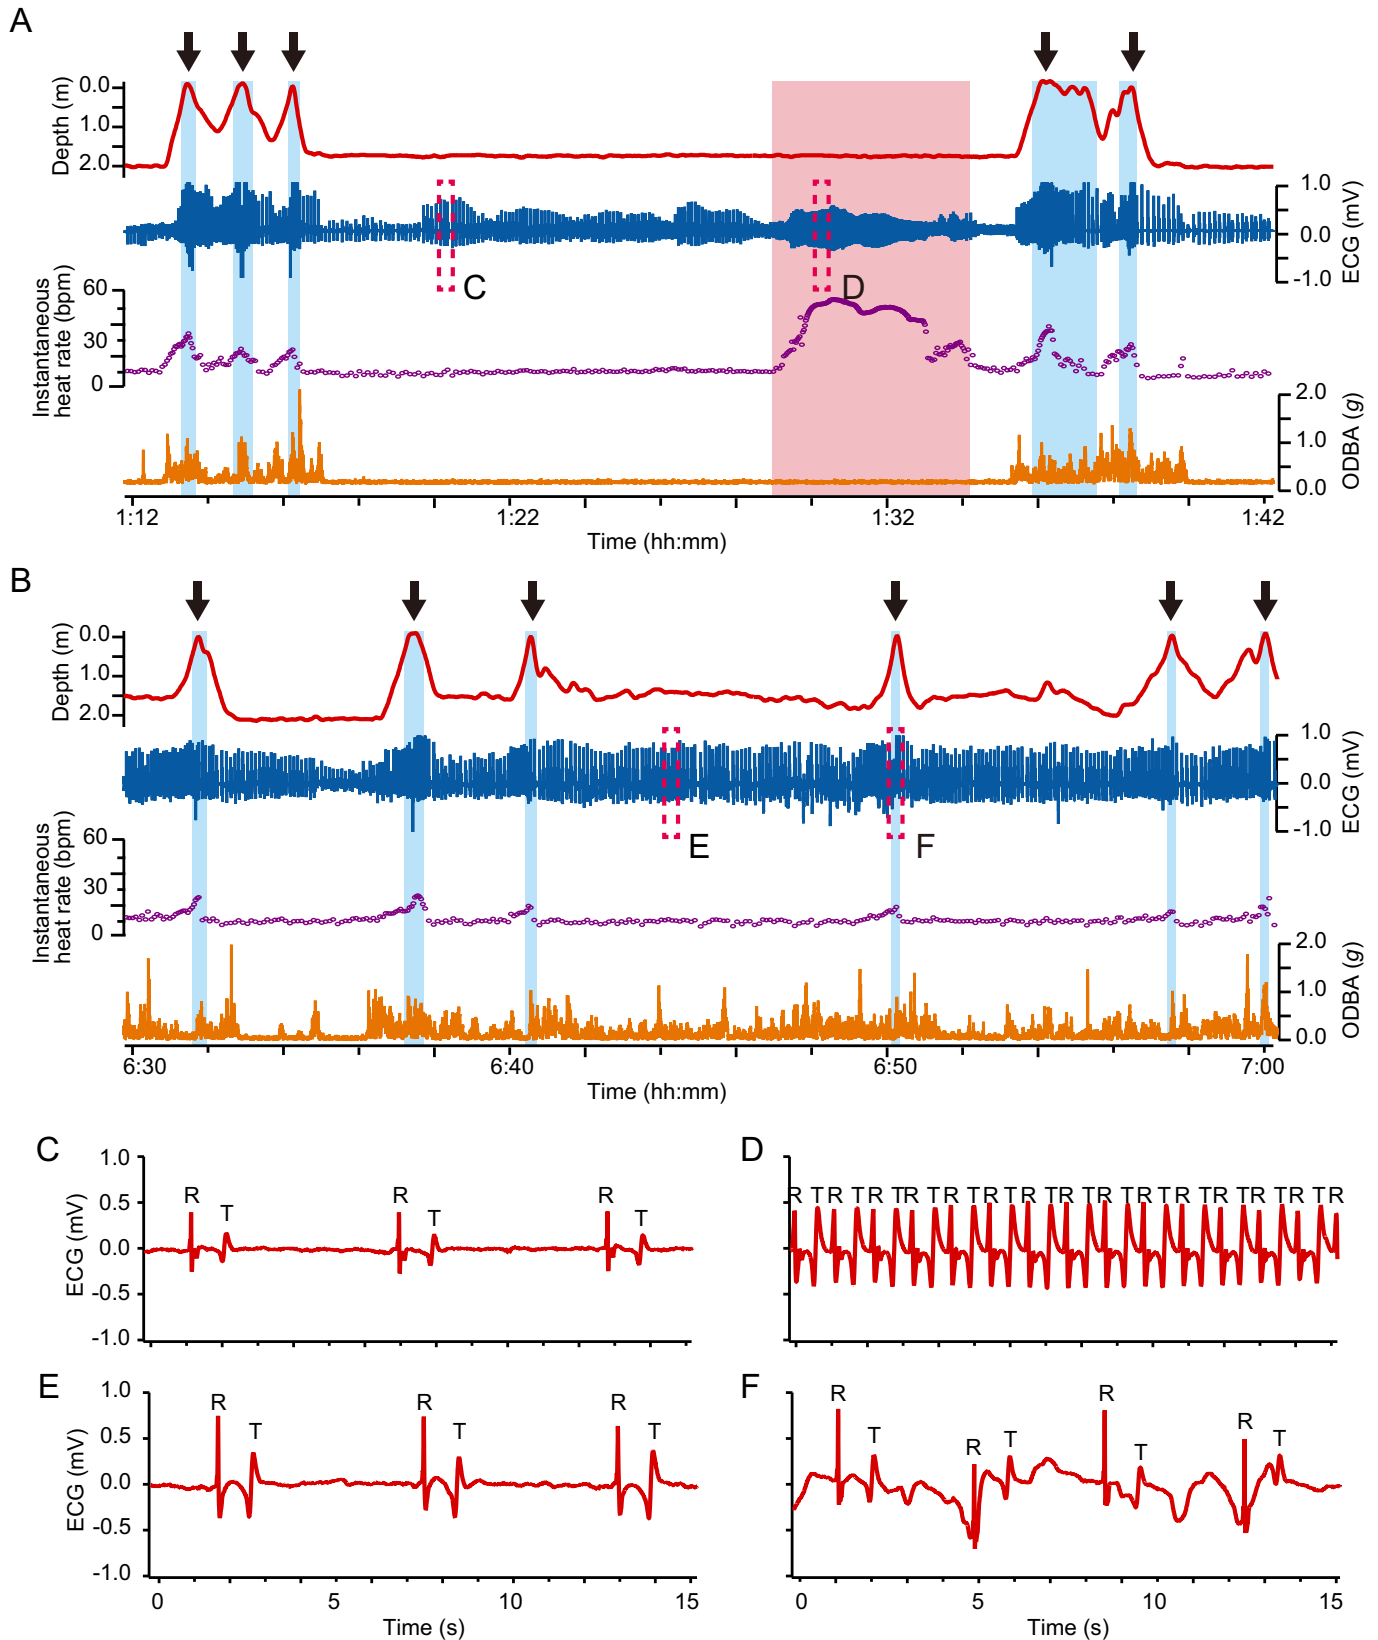 A
Depth (m)
0.0
1.0
2.0
1.0
0.0
-1.0
ECG (mV)
C
D
Instantaneous
heat rate (bpm)
60
30
0
2.0
1.0
0.0
ODBA (g)
1:12
1:22
1:32
1:42
Time (hh:mm)
B
Depth (m)
0.0
1.0
2.0
1.0
0.0
-1.0
ECG (mV)
E
F
Instantaneous
heat rate (bpm)
60
30
0
2.0
1.0
0.0
ODBA (g)
6:30
6:40
6:50
7:00
Time (hh:mm)
C
ECG (mV)
1.0
0.5
0.0
-0.5
-1.0
R T R T R T
D
R T R T R T R T R T R T R T R T R T R T R T R T R T R T R
E
ECG (mV)
1.0
0.5
0.0
-0.5
-1.0
R T R T R T
0 5 10 15
Time (s)
F
R T R T R T R T
0 5 10 15
Time (s)